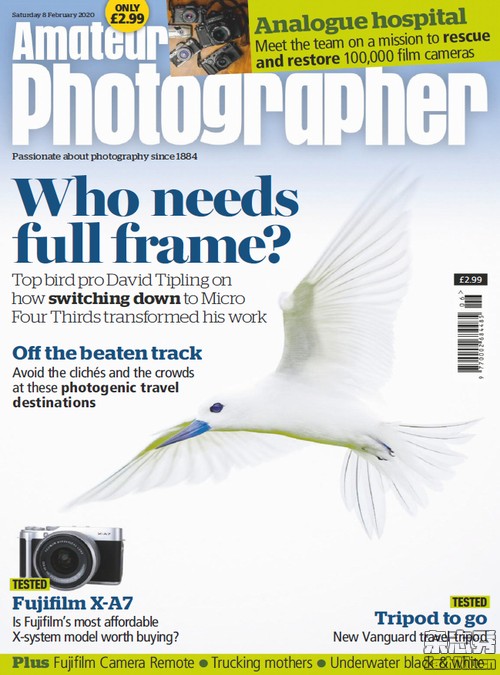 Saturday 8 February 2020
ONLY
£2.99
Analogue hospital
Meet the team on a mission to rescue
and restore 100,000 film cameras
Amateur
Photographer
Passionate about photography since 1884
Who needs
full frame?
Top bird pro David Tipling on
how switching down to Micro
Four Thirds transformed his work
£2.99
06>
Off the beaten track
Avoid the clichés and the crowds
at these photogenic travel
destinations
TESTED
Fujifilm X-A7
Is Fujifilm's most affordable
X-system model worth buying?
TESTED
Tripod to go
New Vanguard travel tripod
Plus Fujifilm Camera Remote ● Trucking mothers ● Underwater black & white